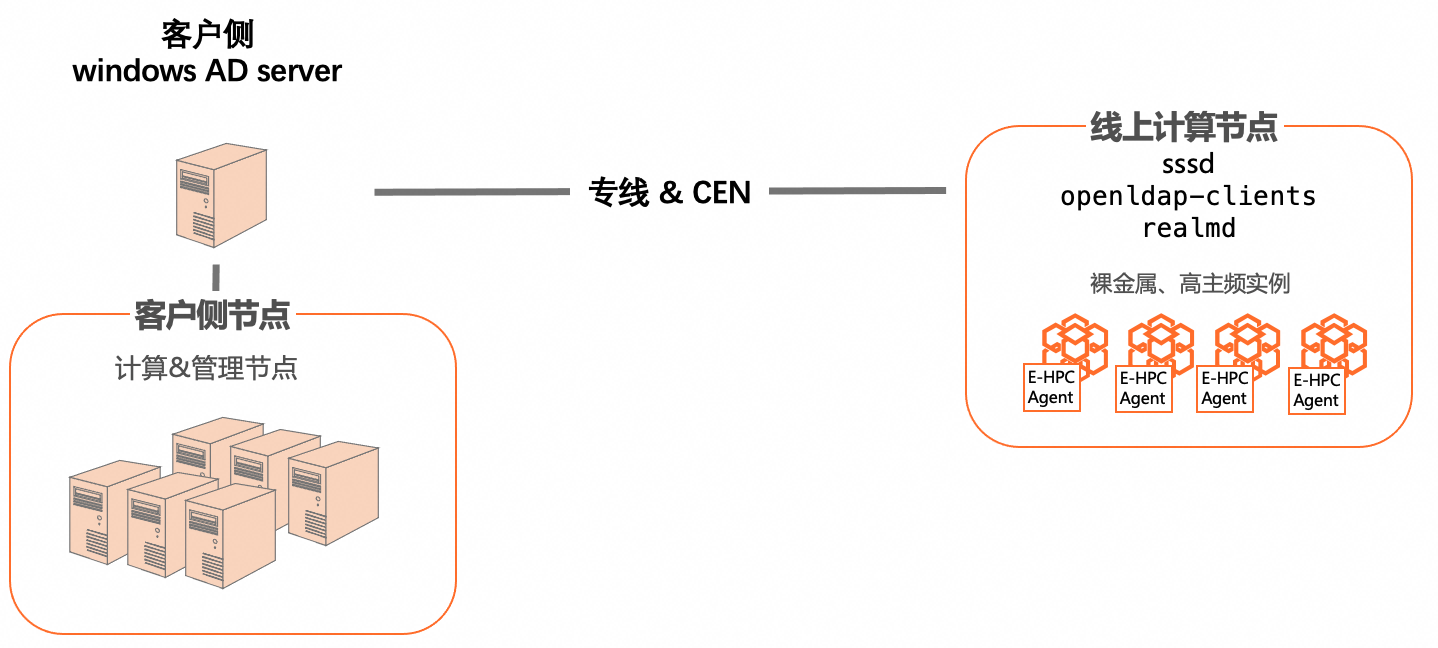 客户侧
windows AD server
专线 & CEN
客户侧节点
计算&管理节点
线上计算节点
sssd
openldap-clients
realmd
裸金属、高主频实例
E-HPC
Agent
E-HPC
Agent
E-HPC
Agent
E-HPC
Agent